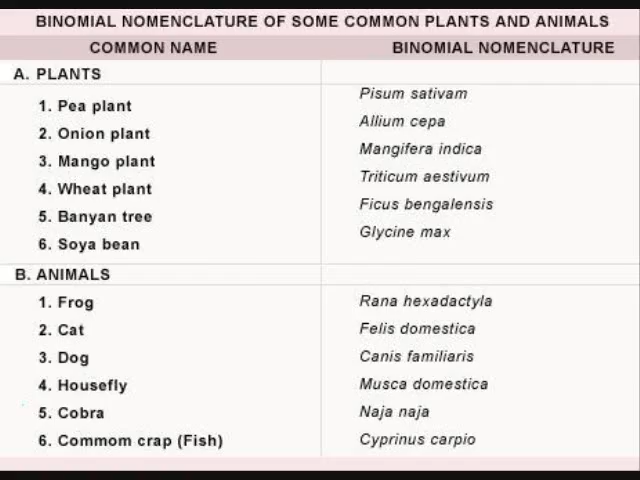 BINOMIAL NOMENCLATURE OF SOME COMMON PLANTS AND ANIMALS
COMMON NAME BINOMIAL NOMENCLATURE
A. PLANTS
1. Pea plant Pisum sativam
2. Onion plant Allium cepa
3. Mango plant Mangifera indica
4. Wheat plant Triticum aestivum
5. Banyan tree Ficus bengalensis
6. Soya bean Glycine max
B. ANIMALS
1. Frog Rana hexadactyla
2. Cat Felis domestica
3. Dog Canis familiaris
4. Housefly Musca domestica
5. Cobra Naja naja
6. Commom crap (Fish) Cyprinus carpio